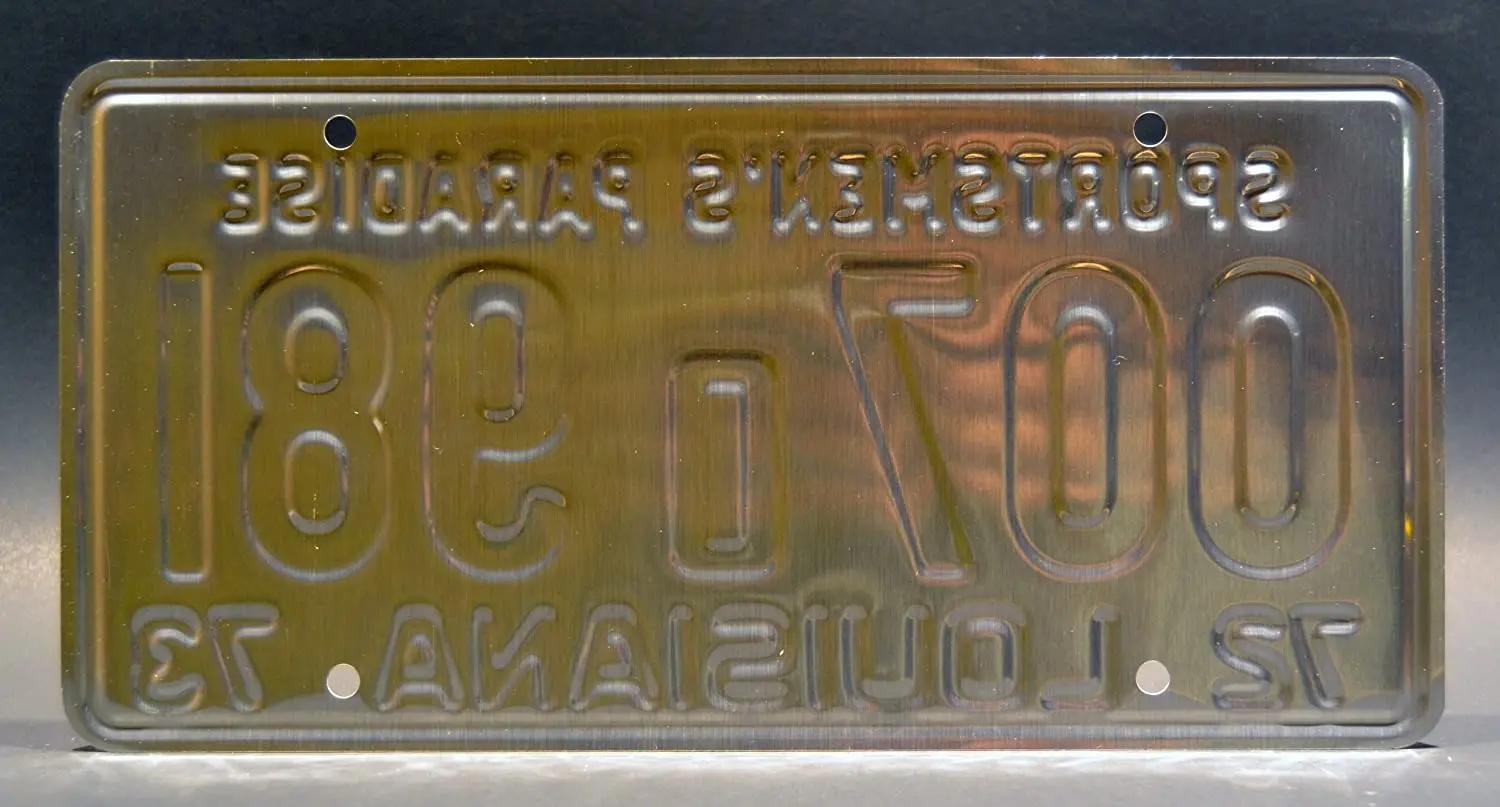 SPORTSMEN'S PARADISE
007 D 981
72 LOUISIANA 73